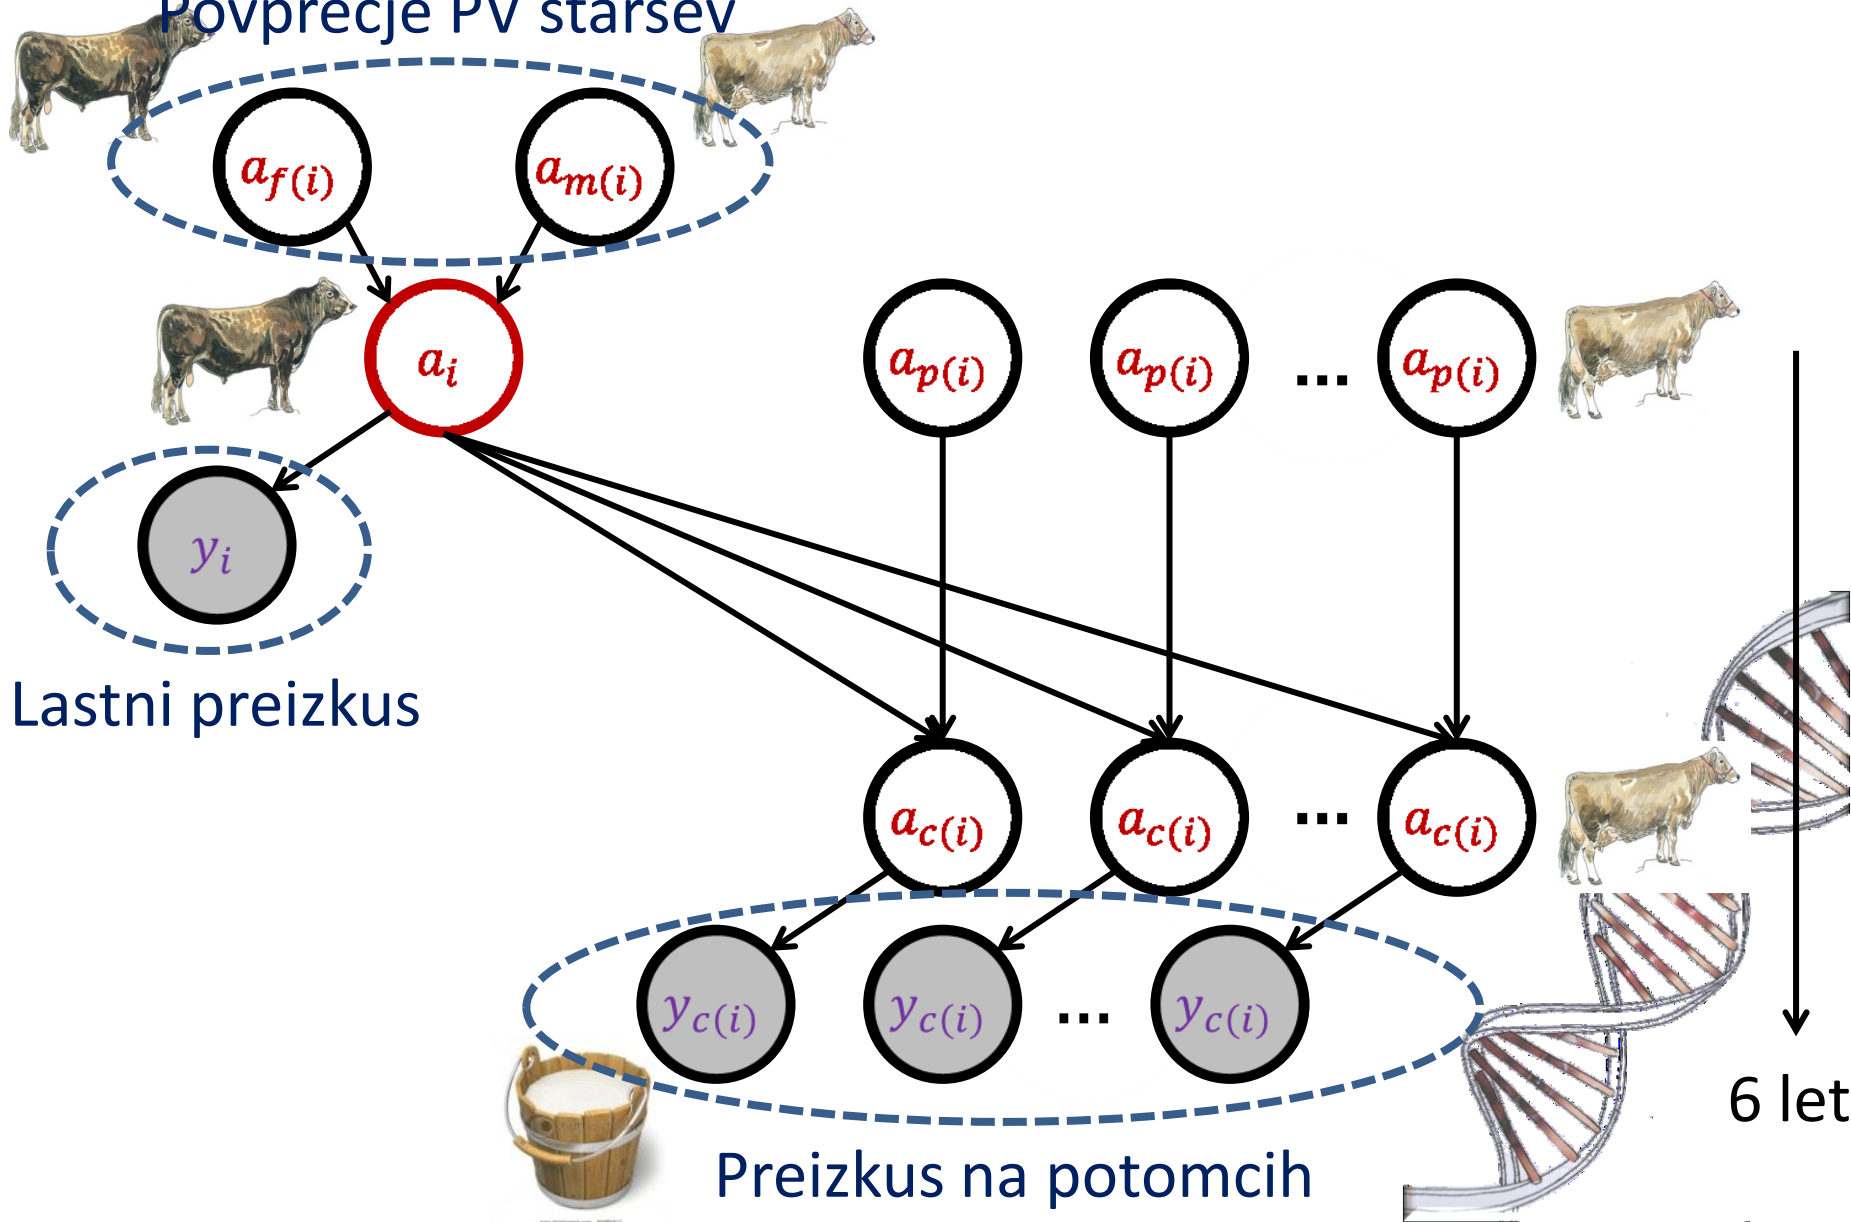 Povprečje PV staršev
a_f(i) a_m(i)
a_i a_p(i) a_p(i) ... a_p(i)
y_i
Lastni preizkus
a_c(i) a_c(i) ... a_c(i)
y_c(i) y_c(i) ... y_c(i)
6 let
Preizkus na potomcih